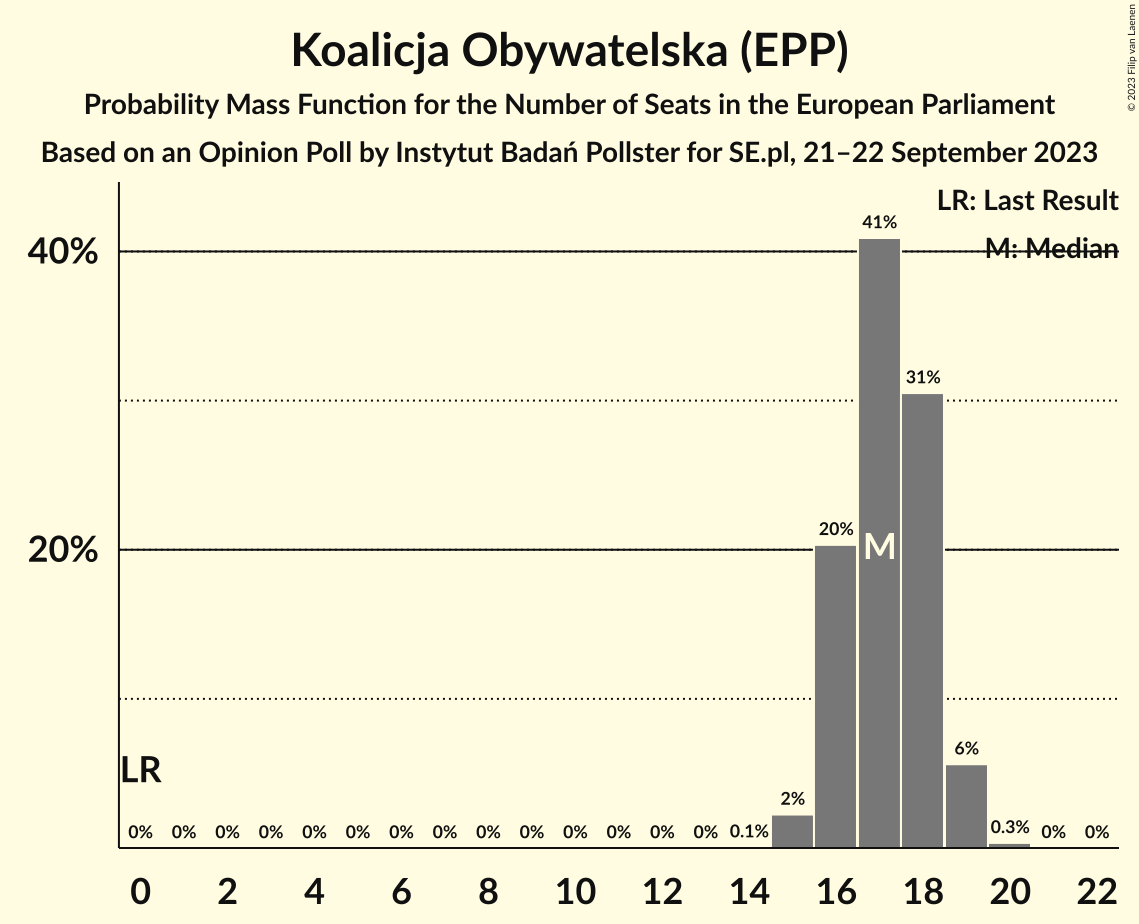 Koalicja Obywatelska (EPP)
Probability Mass Function for the Number of Seats in the European Parliament
Based on an Opinion Poll by Instytut Badań Pollster for SE.pl, 21–22 September 2023
© 2023 Filip van Laenen
LR: Last Result
M: Median
40%
20%
41%
31%
20%
M
6%
2%
LR
0% 0% 0% 0% 0% 0% 0% 0% 0% 0% 0% 0% 0% 0% 0.1% 0.3% 0% 0%
0 2 4 6 8 10 12 14 16 18 20 22